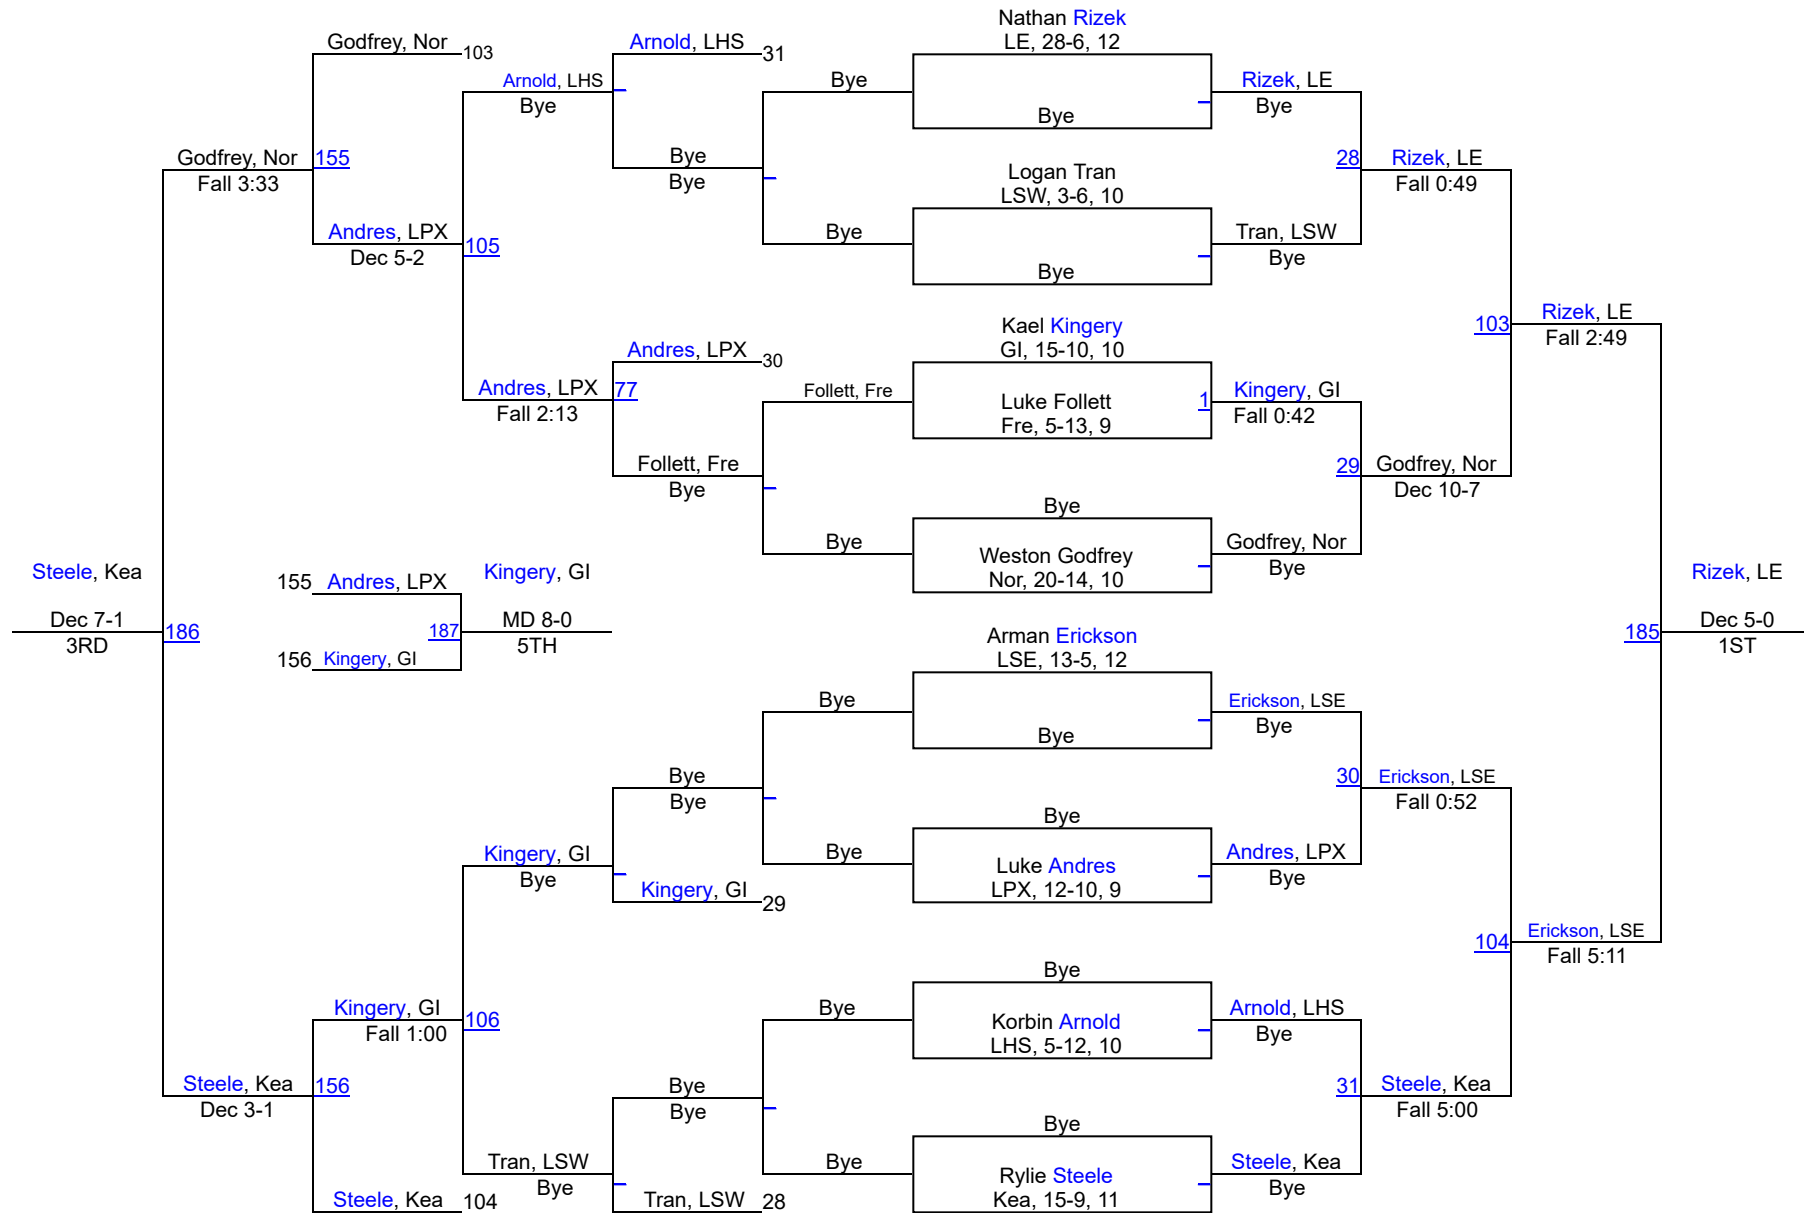 Nathan Rizek
LE, 28-6, 12
Godfrey, Nor 103
Arnold, LHS 31
Arnold, LHS
Bye
Bye
Bye
Rizek, LE
Bye
Godfrey, Nor 155
Fall 3:33
Bye
Bye
Logan Tran
LSW, 3-6, 10
28 Rizek, LE
Fall 0:49
Andres, LPX
Dec 5-2
105
Bye
Bye
Tran, LSW
Bye
Kael Kingery
GI, 15-10, 10
103 Rizek, LE
Fall 2:49
Andres, LPX 30
Andres, LPX 77
Fall 2:13
Follett, Fre
Luke Follett
Fre, 5-13, 9
1 Kingery, GI
Fall 0:42
Follett, Fre
Bye
29 Godfrey, Nor
Dec 10-7
Bye
Bye
Weston Godfrey
Nor, 20-14, 10
Godfrey, Nor
Bye
Steele, Kea
Dec 7-1
3RD
186
155 Andres, LPX
156 Kingery, GI
187
Kingery, GI
MD 8-0
5TH
Rizek, LE
185 Dec 5-0
1ST
Arman Erickson
LSE, 13-5, 12
Bye
Bye
Erickson, LSE
Bye
Bye
Bye
30 Erickson, LSE
Fall 0:52
Bye
Bye
Luke Andres
LPX, 12-10, 9
Andres, LPX
Bye
Kingery, GI
Bye
Kingery, GI 29
104 Erickson, LSE
Fall 5:11
Bye
Bye
Korbin Arnold
LHS, 5-12, 10
Arnold, LHS
Bye
Kingery, GI 106
Fall 1:00
Steele, Kea 156
Dec 3-1
Bye
Bye
31 Steele, Kea
Fall 5:00
Bye
Bye
Rylie Steele
Kea, 15-9, 11
Steele, Kea
Bye
Tran, LSW
Bye
Steele, Kea 104
Tran, LSW 28